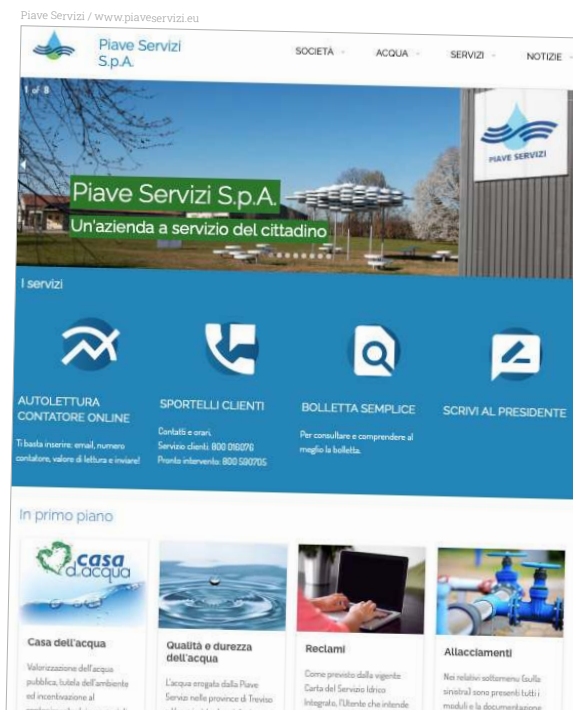 Piave Servizi / www.piaveservizi.eu
Piave Servizi
S.p.A.
SOCIETÀ
ACQUA
SERVIZI
NOTIZIE
1 of 8
PIAVE SERVIZI
Piave Servizi S.p.A.
Un'azienda a servizio del cittadino
I servizi
AUTOLETTURA
CONTATORE ONLINE
Ti basta inserire: email, numero
contatore, valore di lettura e inviare!
SPORTELLI CLIENTI
Contatti e orari.
Servizio clienti: 800 016076
Pronto intervento: 800 590705
BOLLETTA SEMPLICE
Per consultare e comprendere al
meglio la bolletta.
SCRIVI AL PRESIDENTE
In primo piano
casa
d'acqua
Casa dell'acqua
Valorizzazione dell'acqua
pubblica, tutela dell'ambiente
ed incentivazione al
Qualità e durezza
dell'acqua
L'acqua erogata dalla Piave
Servizi nelle province di Treviso
Reclami
Come previsto dalla vigente
Carta del Servizio Idrico
Integrato, l'Utente che intende
Allacciamenti
Nei relativi sottomenu (sulla
sinistra) sono presenti tutti i
moduli e la documentazione